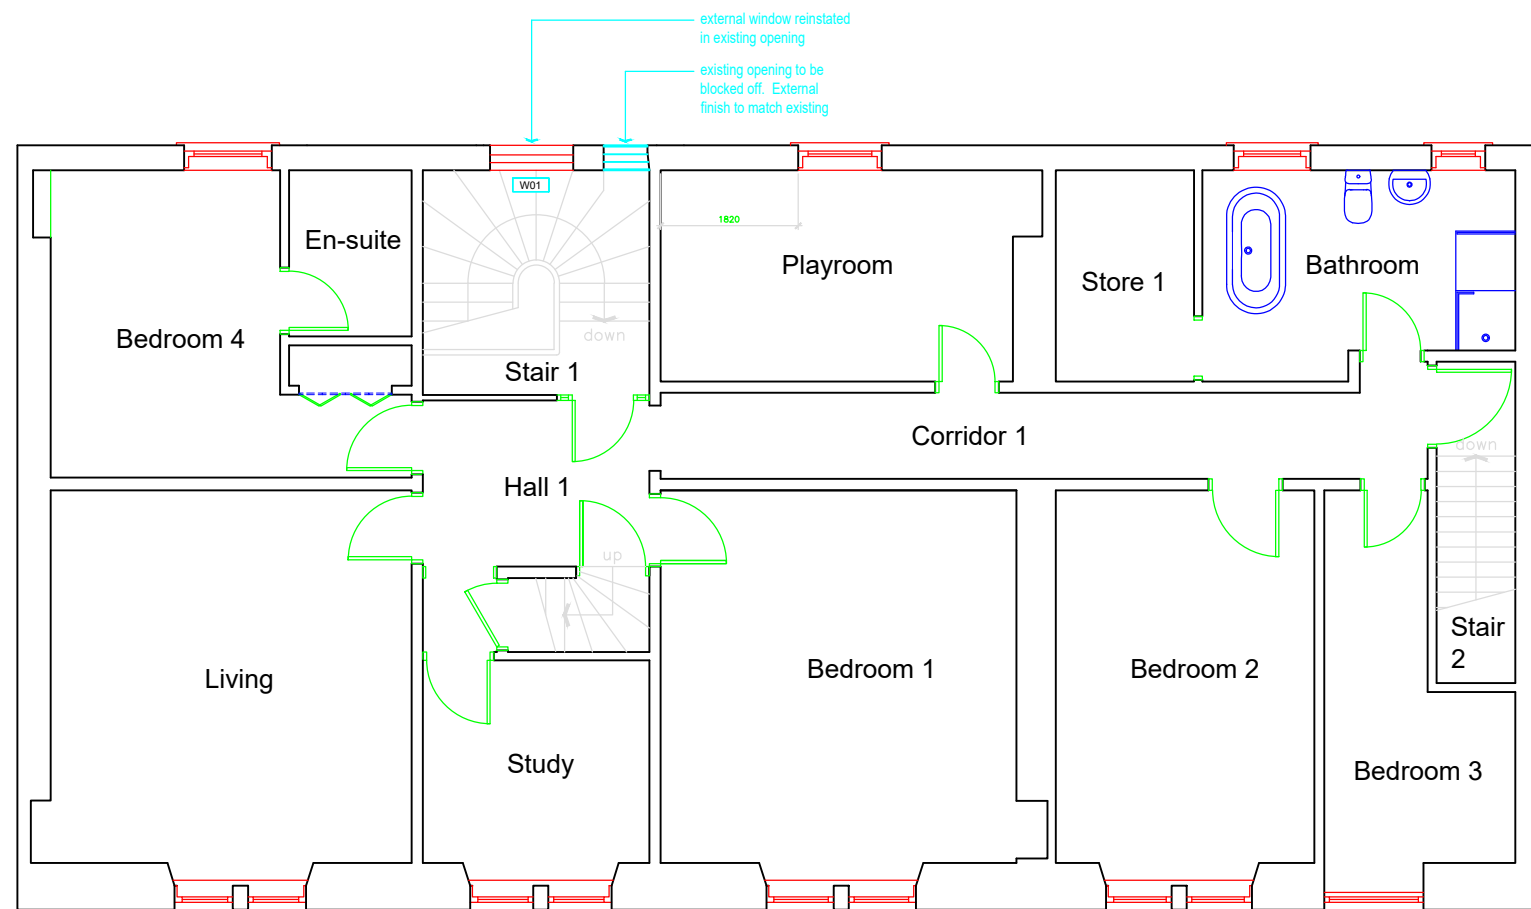 external window reinstated
in existing opening
existing opening to be
blocked off. External
finish to match existing
W01
1820
En-suite
Playroom
Bathroom
Store 1
Bedroom 4
down
Stair 1
Corridor 1
down
Hall 1
up
Stair
2
Living
Bedroom 1
Bedroom 2
Study
Bedroom 3